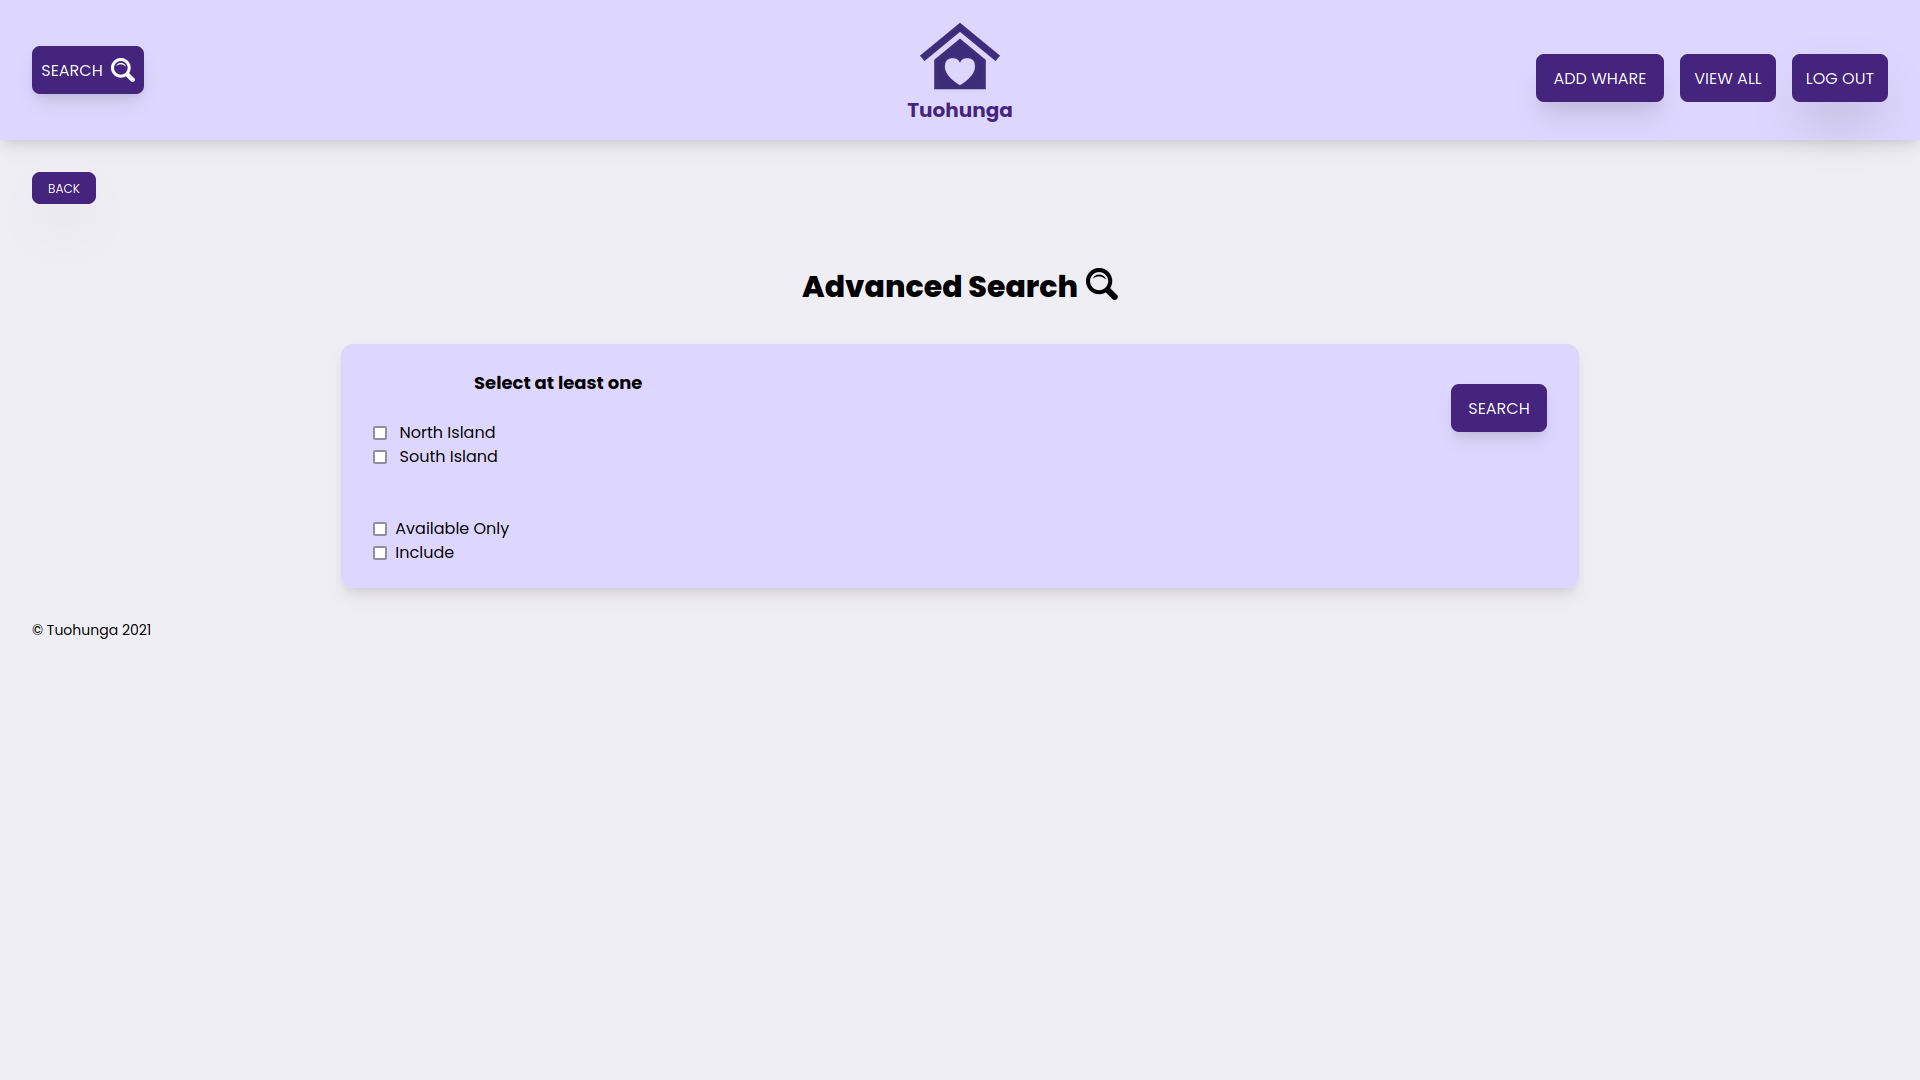 SEARCH
Tuohunga
ADD WHARE
VIEW ALL
LOG OUT
BACK
Advanced Search
Select at least one
SEARCH
North Island
South Island
Available Only
Include
© Tuohunga 2021